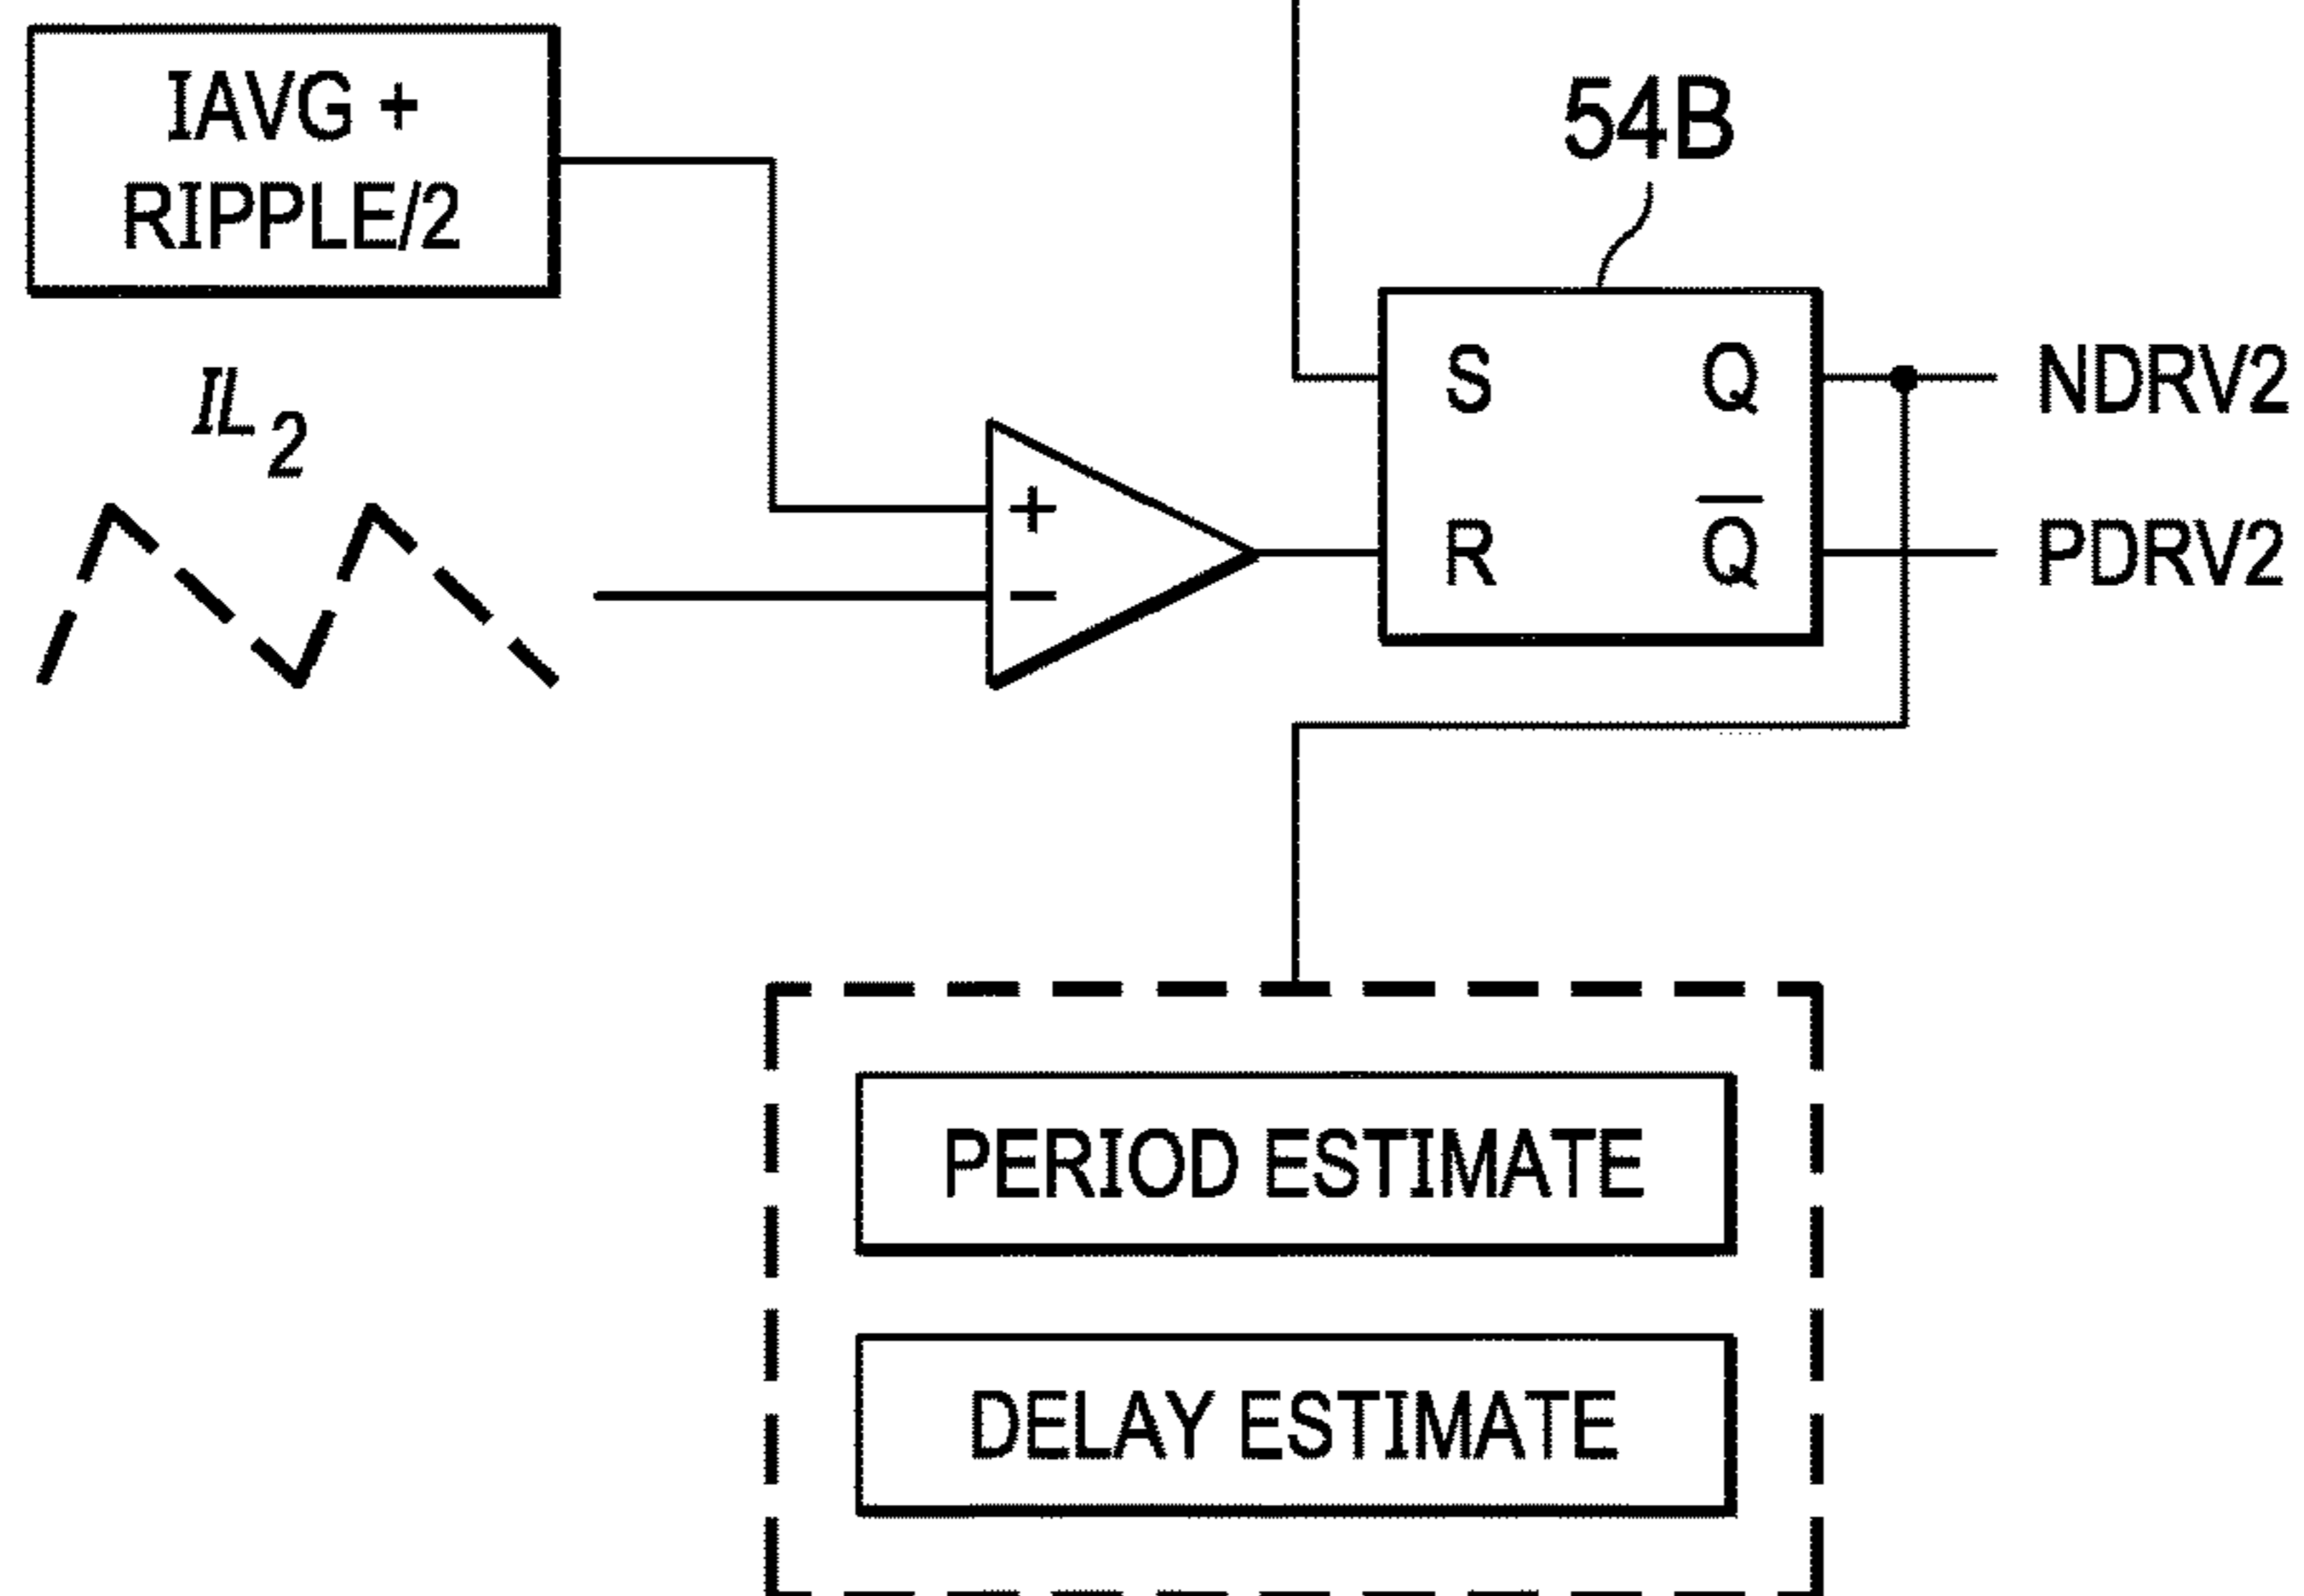 IAVG +
RIPPLE/2
54B
IL2
S
Q
NDRV2
+
R
Q̅
PDRV2
−
PERIOD ESTIMATE
DELAY ESTIMATE